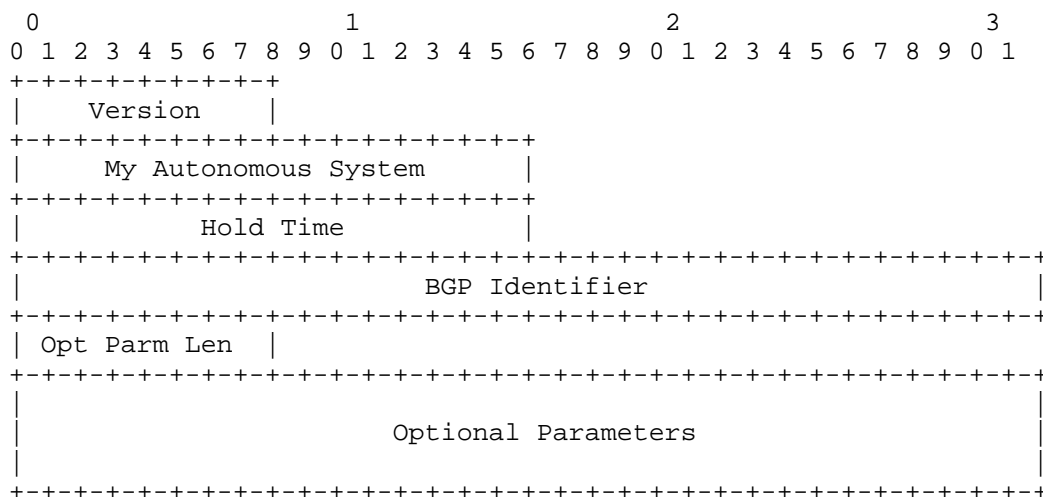 0                   1                   2                   3
0 1 2 3 4 5 6 7 8 9 0 1 2 3 4 5 6 7 8 9 0 1 2 3 4 5 6 7 8 9 0 1
+-+-+-+-+-+-+-+-+
|    Version    |
+-+-+-+-+-+-+-+-+-+-+-+-+-+-+-+-+
|     My Autonomous System      |
+-+-+-+-+-+-+-+-+-+-+-+-+-+-+-+-+
|           Hold Time           |
+-+-+-+-+-+-+-+-+-+-+-+-+-+-+-+-+-+-+-+-+-+-+-+-+-+-+-+-+-+-+-+-+
|                         BGP Identifier                        |
+-+-+-+-+-+-+-+-+-+-+-+-+-+-+-+-+-+-+-+-+-+-+-+-+-+-+-+-+-+-+-+-+
| Opt Parm Len  |
+-+-+-+-+-+-+-+-+-+-+-+-+-+-+-+-+-+-+-+-+-+-+-+-+-+-+-+-+-+-+-+-+
|                                                               |
|                       Optional Parameters                     |
|                                                               |
+-+-+-+-+-+-+-+-+-+-+-+-+-+-+-+-+-+-+-+-+-+-+-+-+-+-+-+-+-+-+-+-+